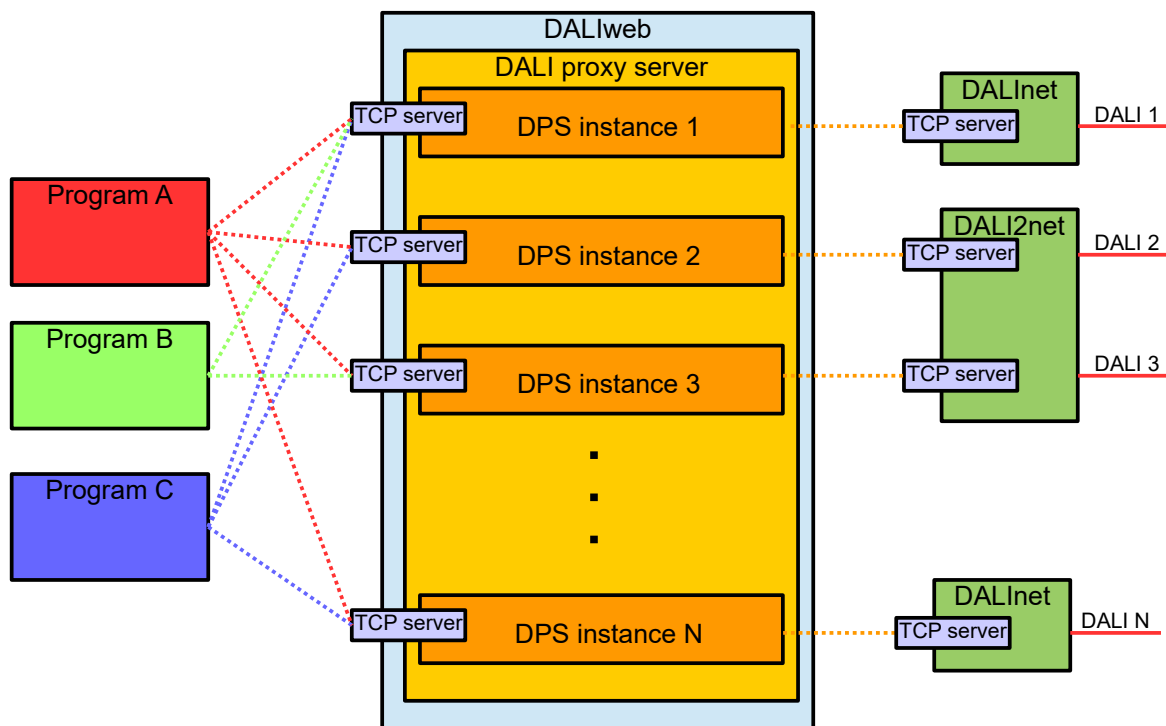 DALIweb
DALI proxy server
TCP server
DPS instance 1
TCP server
DPS instance 2
TCP server
DPS instance 3
TCP server
DPS instance N
Program A
Program B
Program C
DALInet
TCP server
DALI 1
DALI2net
TCP server
DALI 2
TCP server
DALI 3
DALInet
TCP server
DALI N